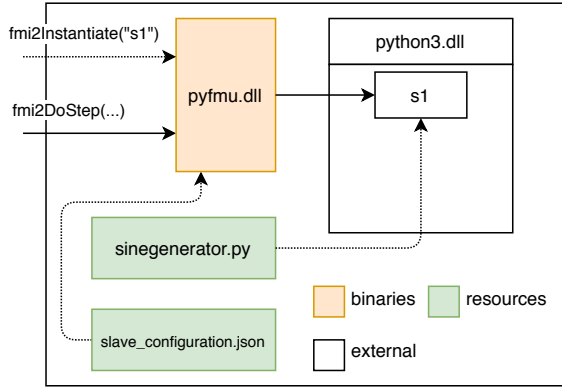 fmi2Instantiate("s1")
python3.dll
pyfmu.dll
s1
fmi2DoStep(...)
sinegenerator.py
binaries
resources
slave_configuration.json
external